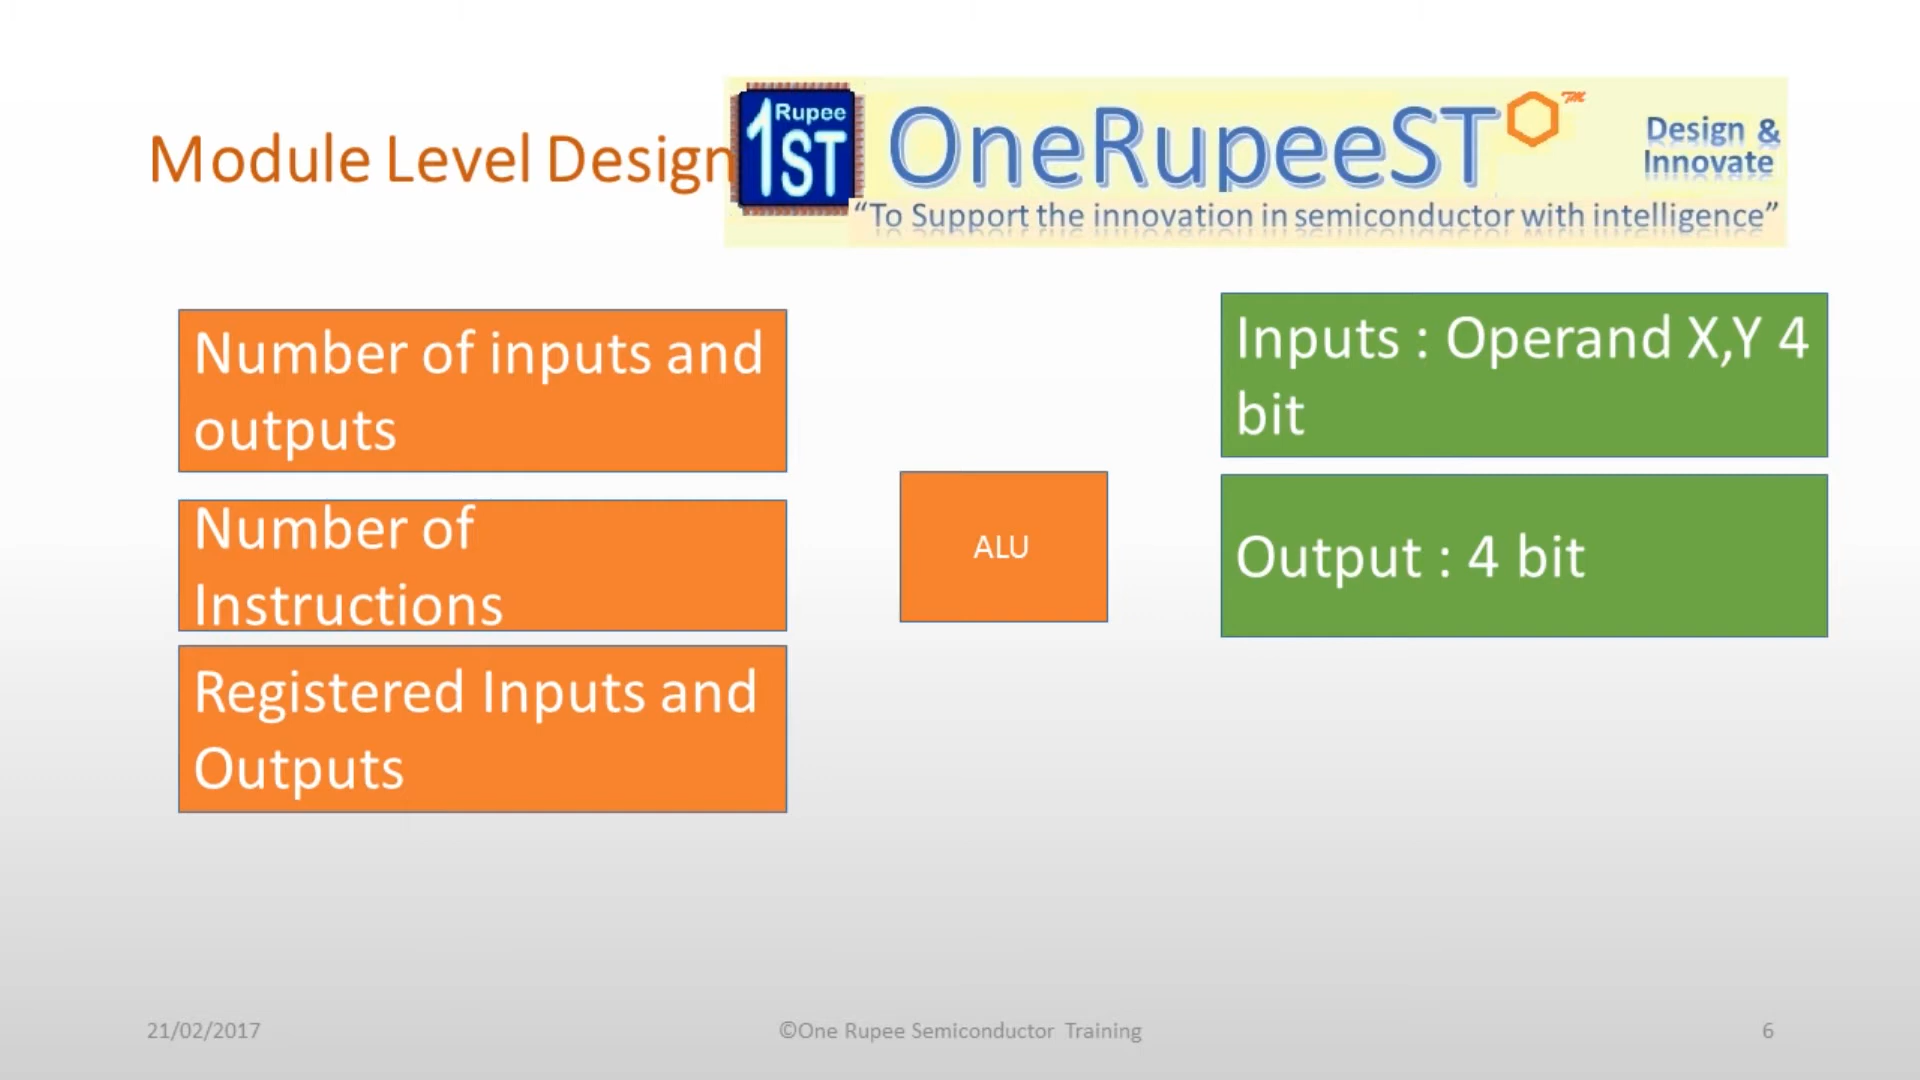 Module Level Design
Rupee
1ST
OneRupeeST
TM
Design &
Innovate
“To Support the innovation in semiconductor with intelligence”
Number of inputs and
outputs
Number of
Instructions
Registered Inputs and
Outputs
ALU
Inputs : Operand X,Y 4
bit
Output : 4 bit
21/02/2017
©One Rupee Semiconductor Training
6